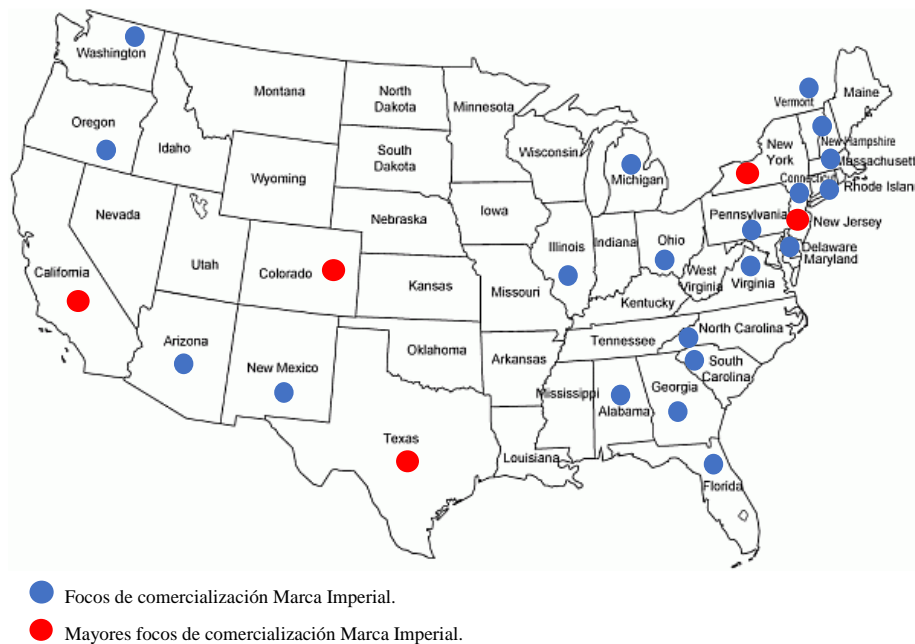 Washington
Montana
North
Dakota
Minnesota
Maine
Vermont
Oregon
Idaho
South
Dakota
Wisconsin
New
York
New Hampshire
Massachusett
Wyoming
Michigan
Connecticut
Rhode Islan
Nevada
Nebraska
Iowa
Pennsylvania
New Jersey
Utah
Colorado
Illinois
Indiana
Ohio
Delaware
Maryland
California
Kansas
Missouri
West
Virginia
Virginia
Kentucky
Arizona
New Mexico
Oklahoma
Arkansas
Tennessee
North Carolina
South
Carolina
Mississippi
Alabama
Georgia
Texas
Louisiana
Florida
Focos de comercialización Marca Imperial.
Mayores focos de comercialización Marca Imperial.